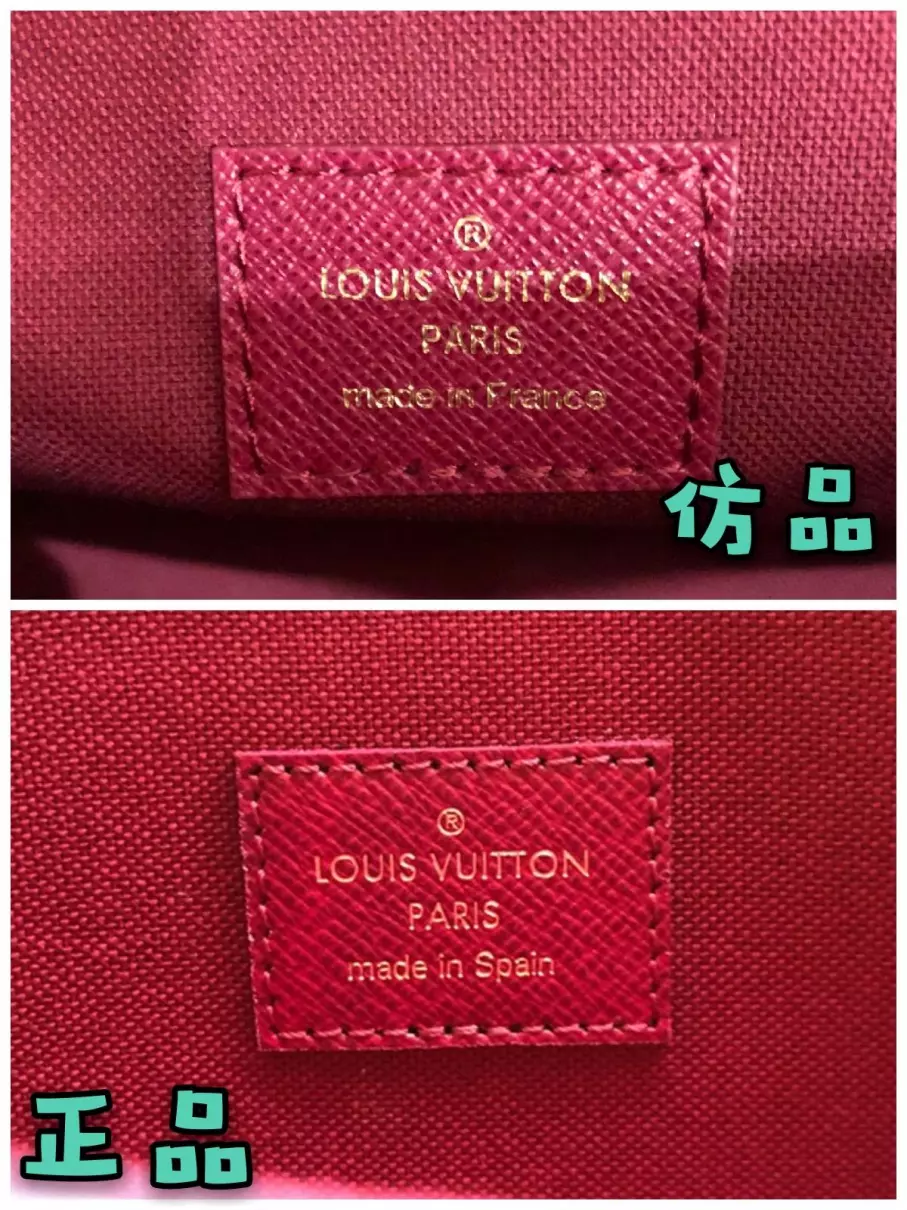 ®
LOUIS VUITTON
PARIS
made in France
仿品
®
LOUIS VUITTON
PARIS
made in Spain
正品